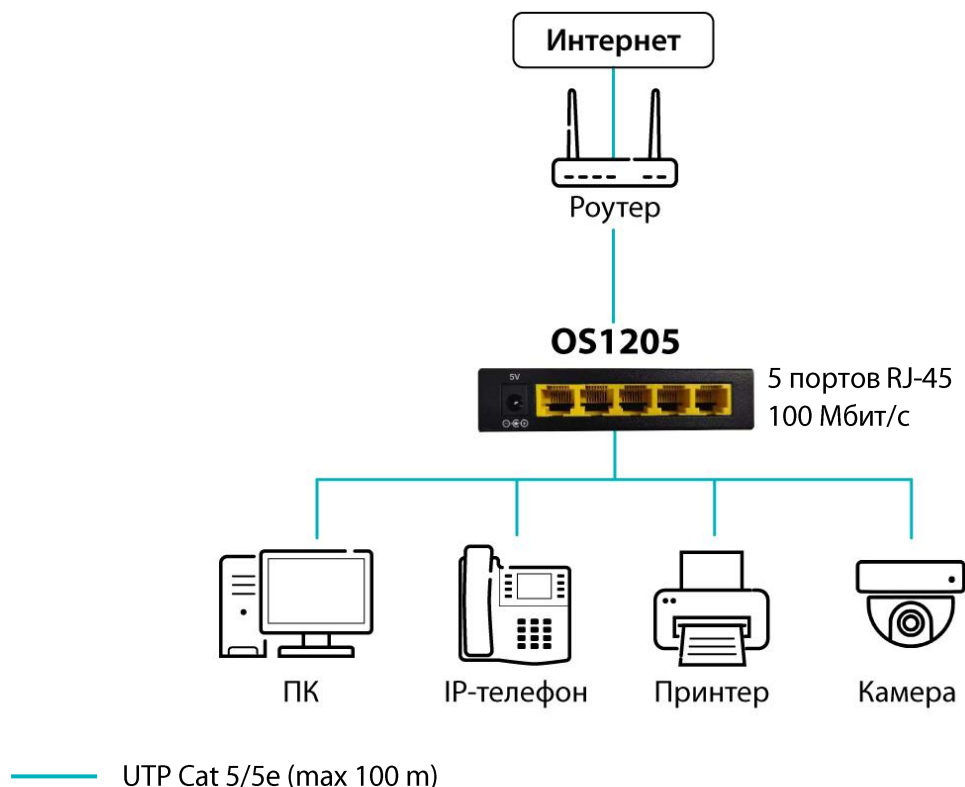 Интернет
Роутер
OS1205
5V
5 портов RJ-45
100 Мбит/с
ПК
IP-телефон
Принтер
Камера
UTP Cat 5/5e (max 100 m)